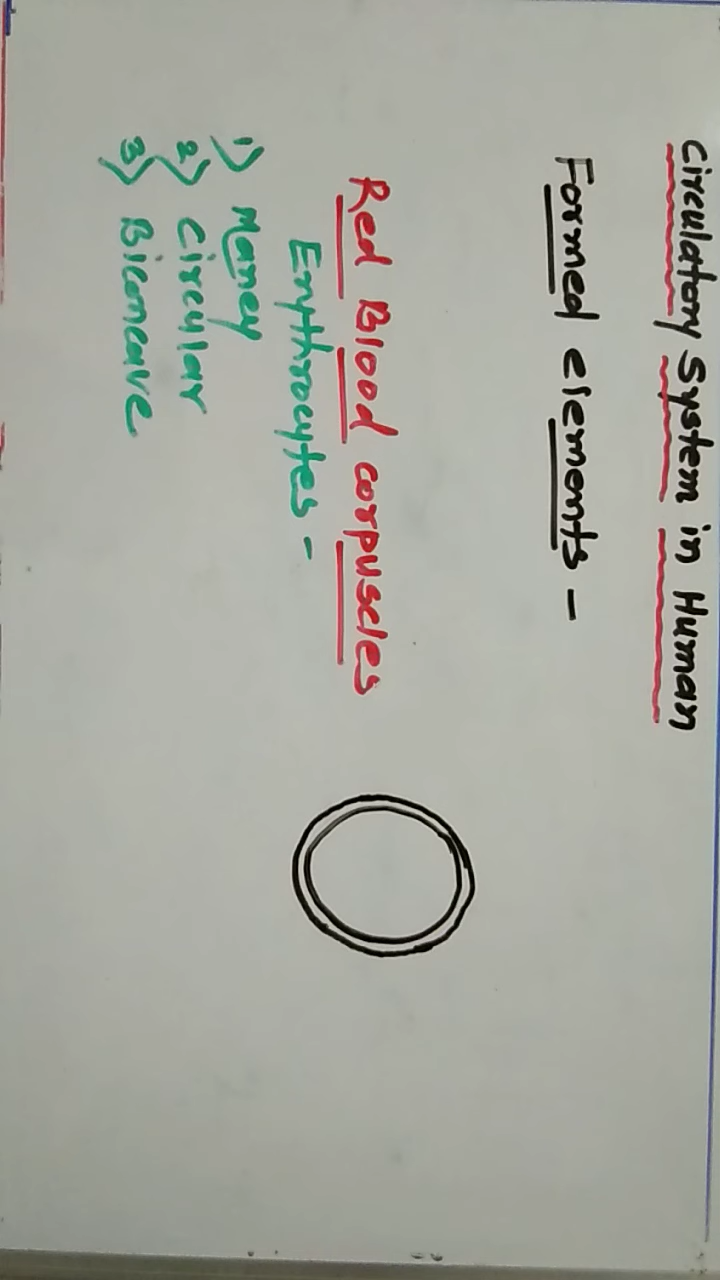 Circulatory System in Human
Formed elements -
Red Blood corpuscles
Erythrocytes -
1) Maney
2) Circular
3) Biconcave